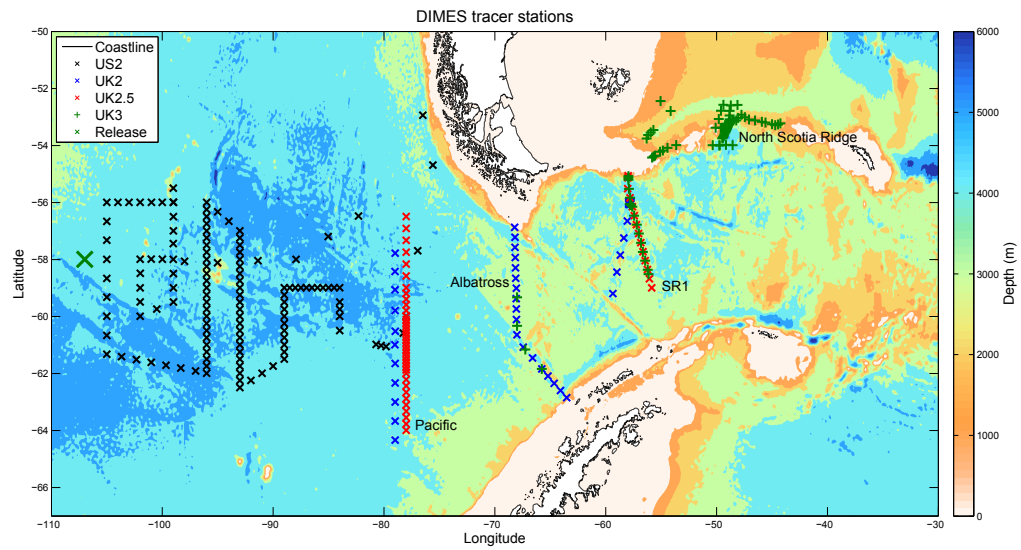 DIMES tracer stations
Coastline
US2
UK2
UK2.5
UK3
Release
North Scotia Ridge
Albatross
SR1
Pacific
−50
−52
−54
−56
−58
−60
−62
−64
−66
Latitude
−110
−100
−90
−80
−70
−60
−50
−40
−30
Longitude
6000
5000
4000
3000
2000
1000
0
Depth (m)